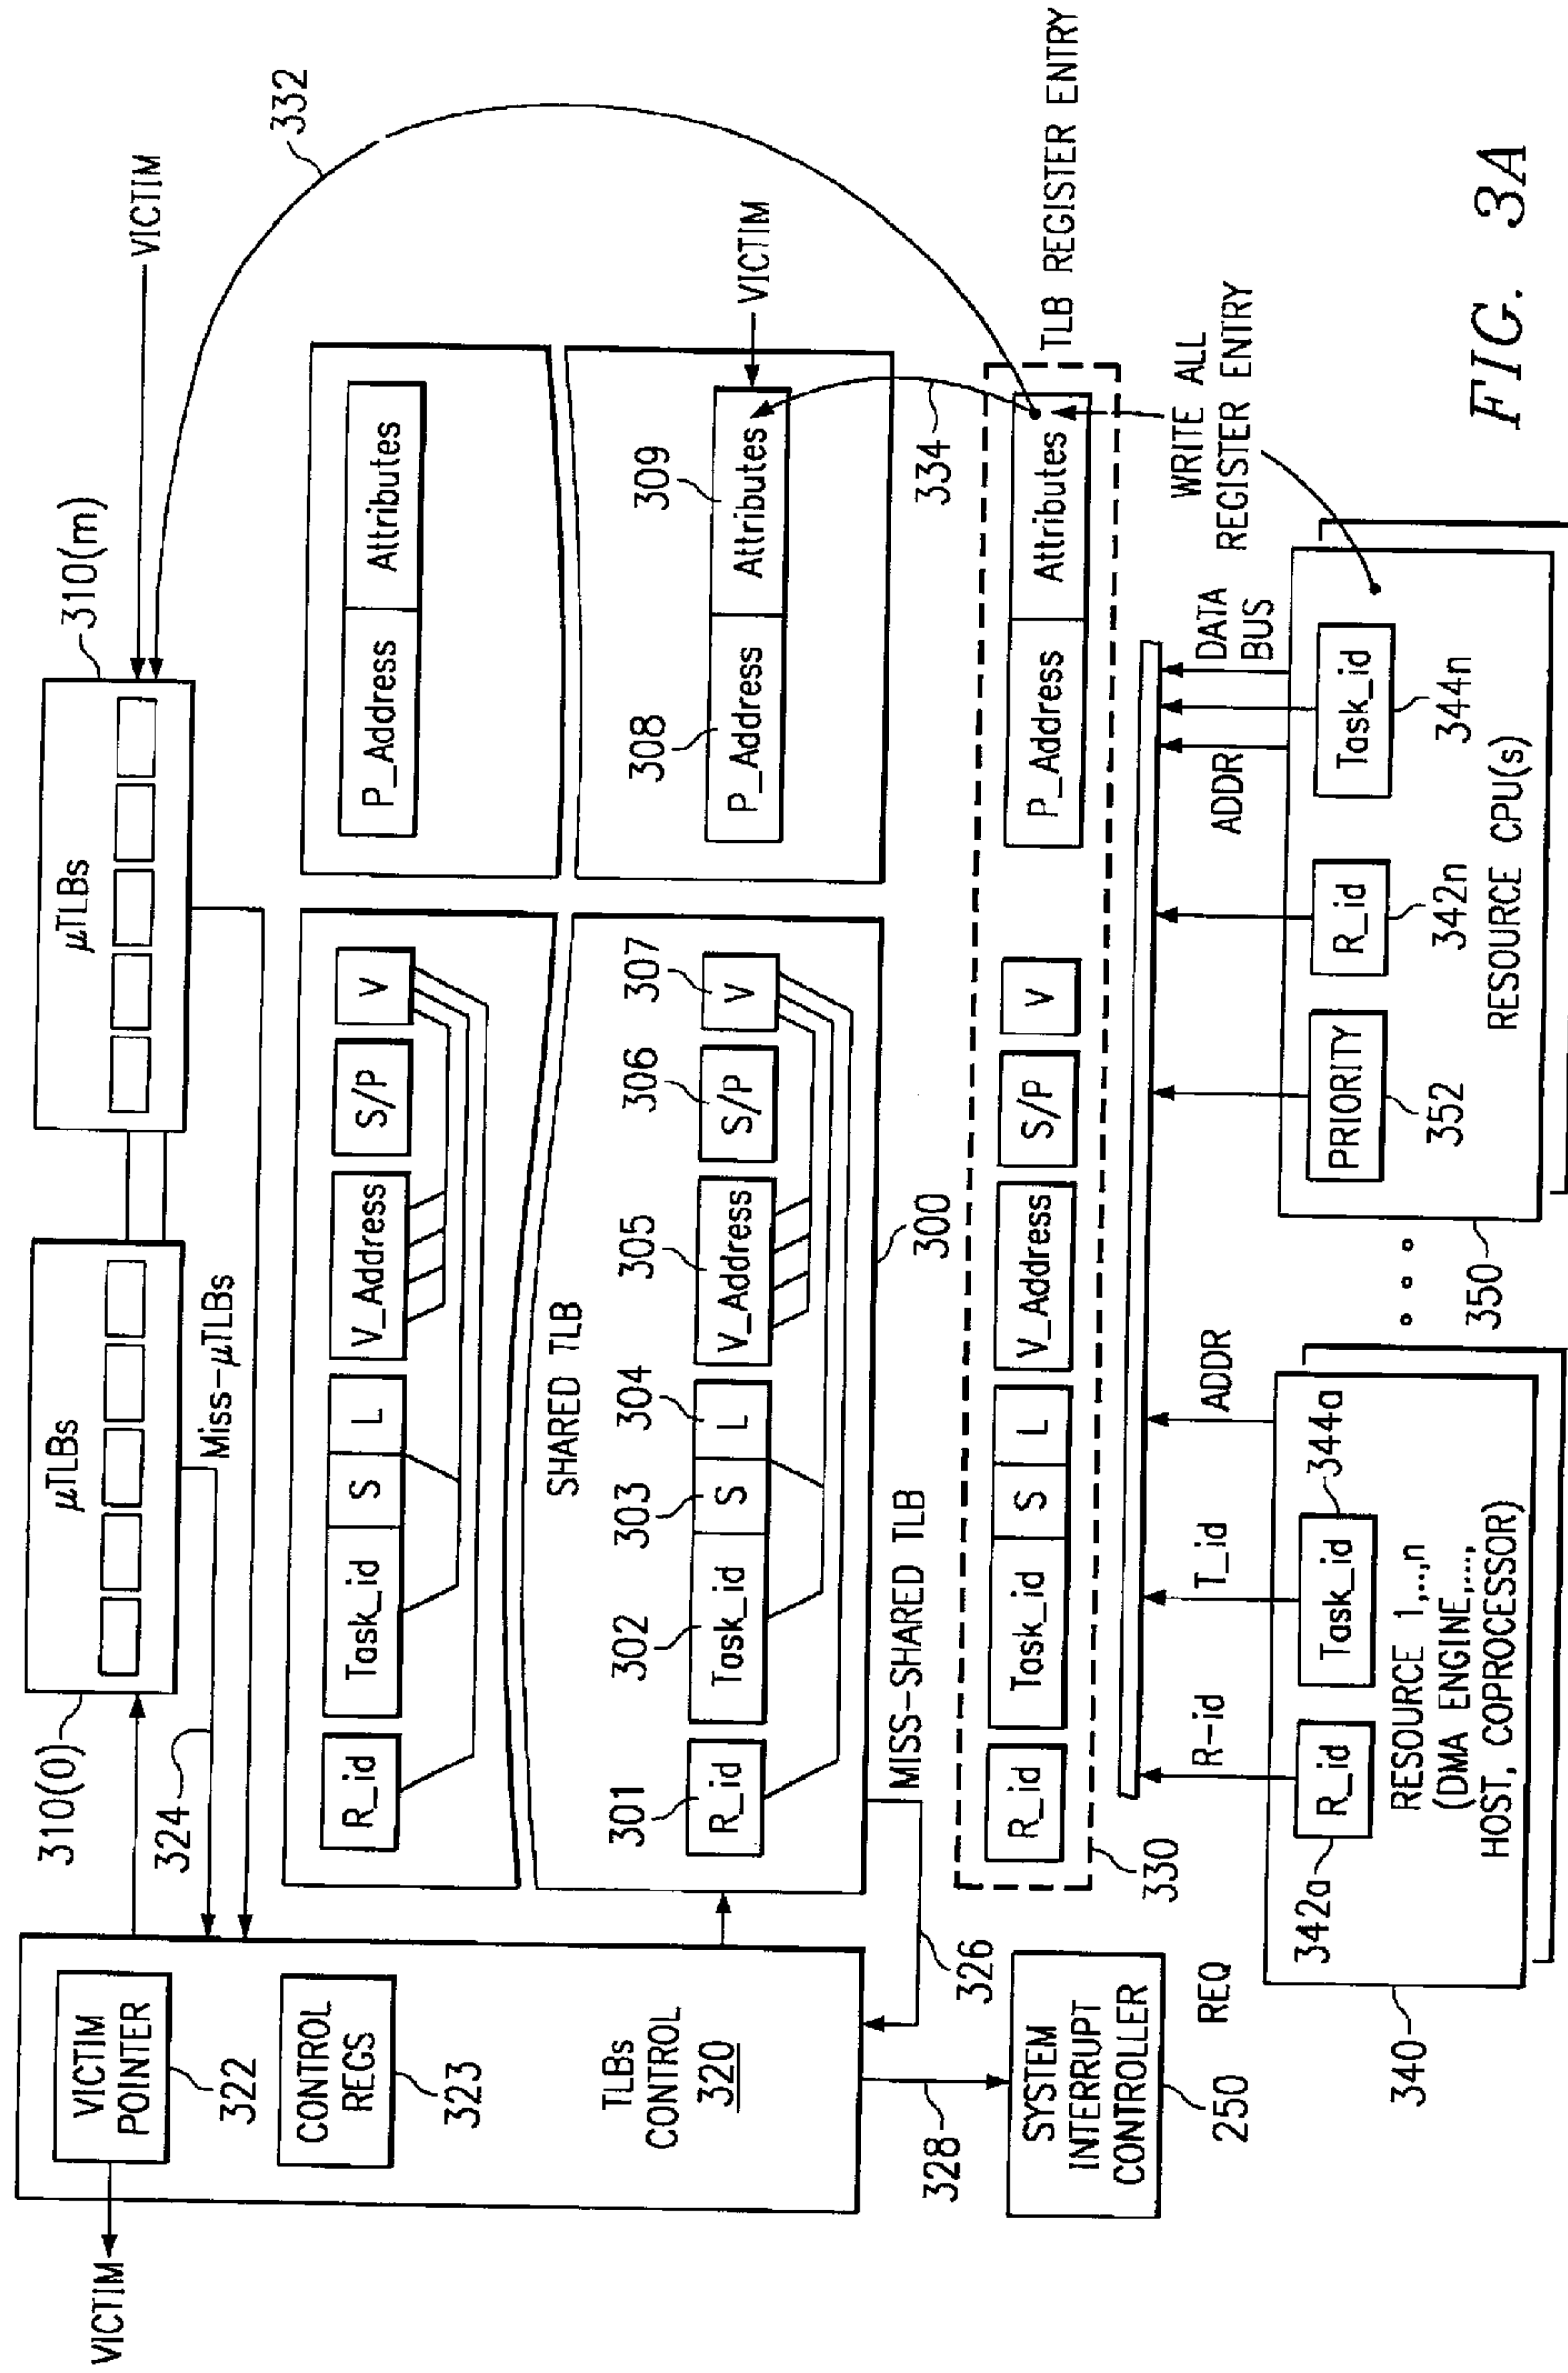 VICTIM
VICTIM
POINTER
322
CONTROL
REGS
323
TLBs
CONTROL
320
310(0)
μTLBs
μTLBs
310(m)
VICTIM
332
324
Miss-μTLBs
R_id
Task_id
S
L
V_Address
S/P
V
P_Address
Attributes
SHARED TLB
301
302
303
304
305
306
307
308
309
R_id
Task_id
S
L
V_Address
S/P
V
P_Address
Attributes
VICTIM
300
MISS-SHARED TLB
326
328
334
SYSTEM
INTERRUPT
CONTROLLER
250
REQ
R_id
Task_id
S
L
V_Address
S/P
V
P_Address
Attributes
TLB REGISTER ENTRY
330
R-id
T_id
ADDR
ADDR
DATA
BUS
WRITE ALL
REGISTER ENTRY
342a
R_id
Task_id
344a
RESOURCE 1,..,n
(DMA ENGINE,...,
HOST, COPROCESSOR)
340
PRIORITY
352
R_id
342n
Task_id
344n
RESOURCE CPU(s)
350
FIG. 3A